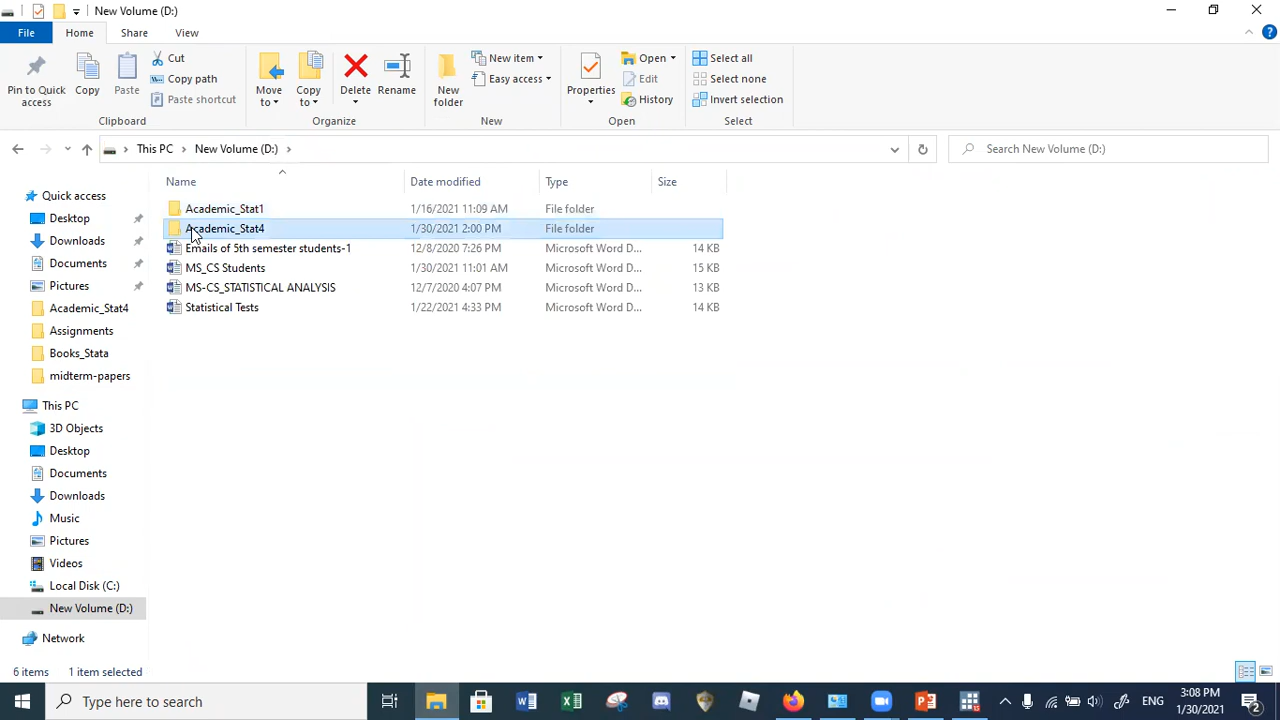 New Volume (D:)
File Home Share View
Pin to Quick access
Copy
Paste
Cut
Copy path
Paste shortcut
Clipboard
Move to
Copy to
Delete
Rename
Organize
New folder
New item
Easy access
New
Properties
Open
Edit
History
Open
Select all
Select none
Invert selection
Select
This PC New Volume (D:)
Search New Volume (D:)
Name Date modified Type Size
Academic_Stat1 1/16/2021 11:09 AM File folder
Academic_Stat4 1/30/2021 2:00 PM File folder
Emails of 5th semester students-1 12/8/2020 7:26 PM Microsoft Word D... 14 KB
MS_CS Students 1/30/2021 11:01 AM Microsoft Word D... 15 KB
MS-CS_STATISTICAL ANALYSIS 12/7/2020 4:07 PM Microsoft Word D... 13 KB
Statistical Tests 1/22/2021 4:33 PM Microsoft Word D... 14 KB
Quick access
Desktop
Downloads
Documents
Pictures
Academic_Stat4
Assignments
Books_Stata
midterm-papers
This PC
3D Objects
Desktop
Documents
Downloads
Music
Pictures
Videos
Local Disk (C:)
New Volume (D:)
Network
6 items 1 item selected
Type here to search
ENG
3:08 PM
1/30/2021
2